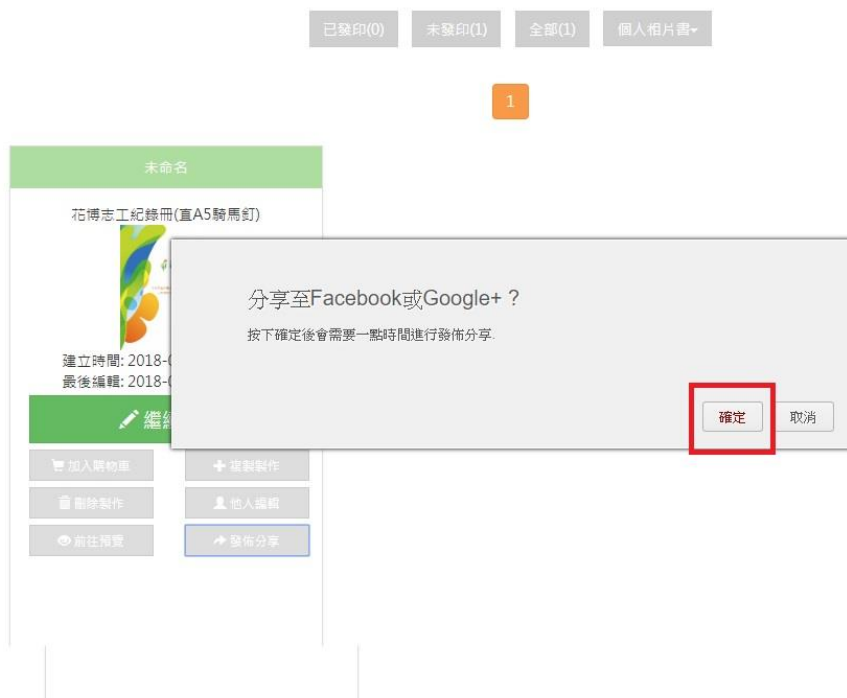 已發印(0) 未發印(1) 全部(1) 個人相片書
1
未命名
花博志工紀錄冊(直A5騎馬釘)
分享至Facebook或Google+？
按下確定後會需要一點時間進行發佈分享.
建立時間: 2018-0
最後編輯: 2018-0
確定 取消
繼續
加入購物車 複製製作
刪除製作 他人編輯
前往預覽 發佈分享